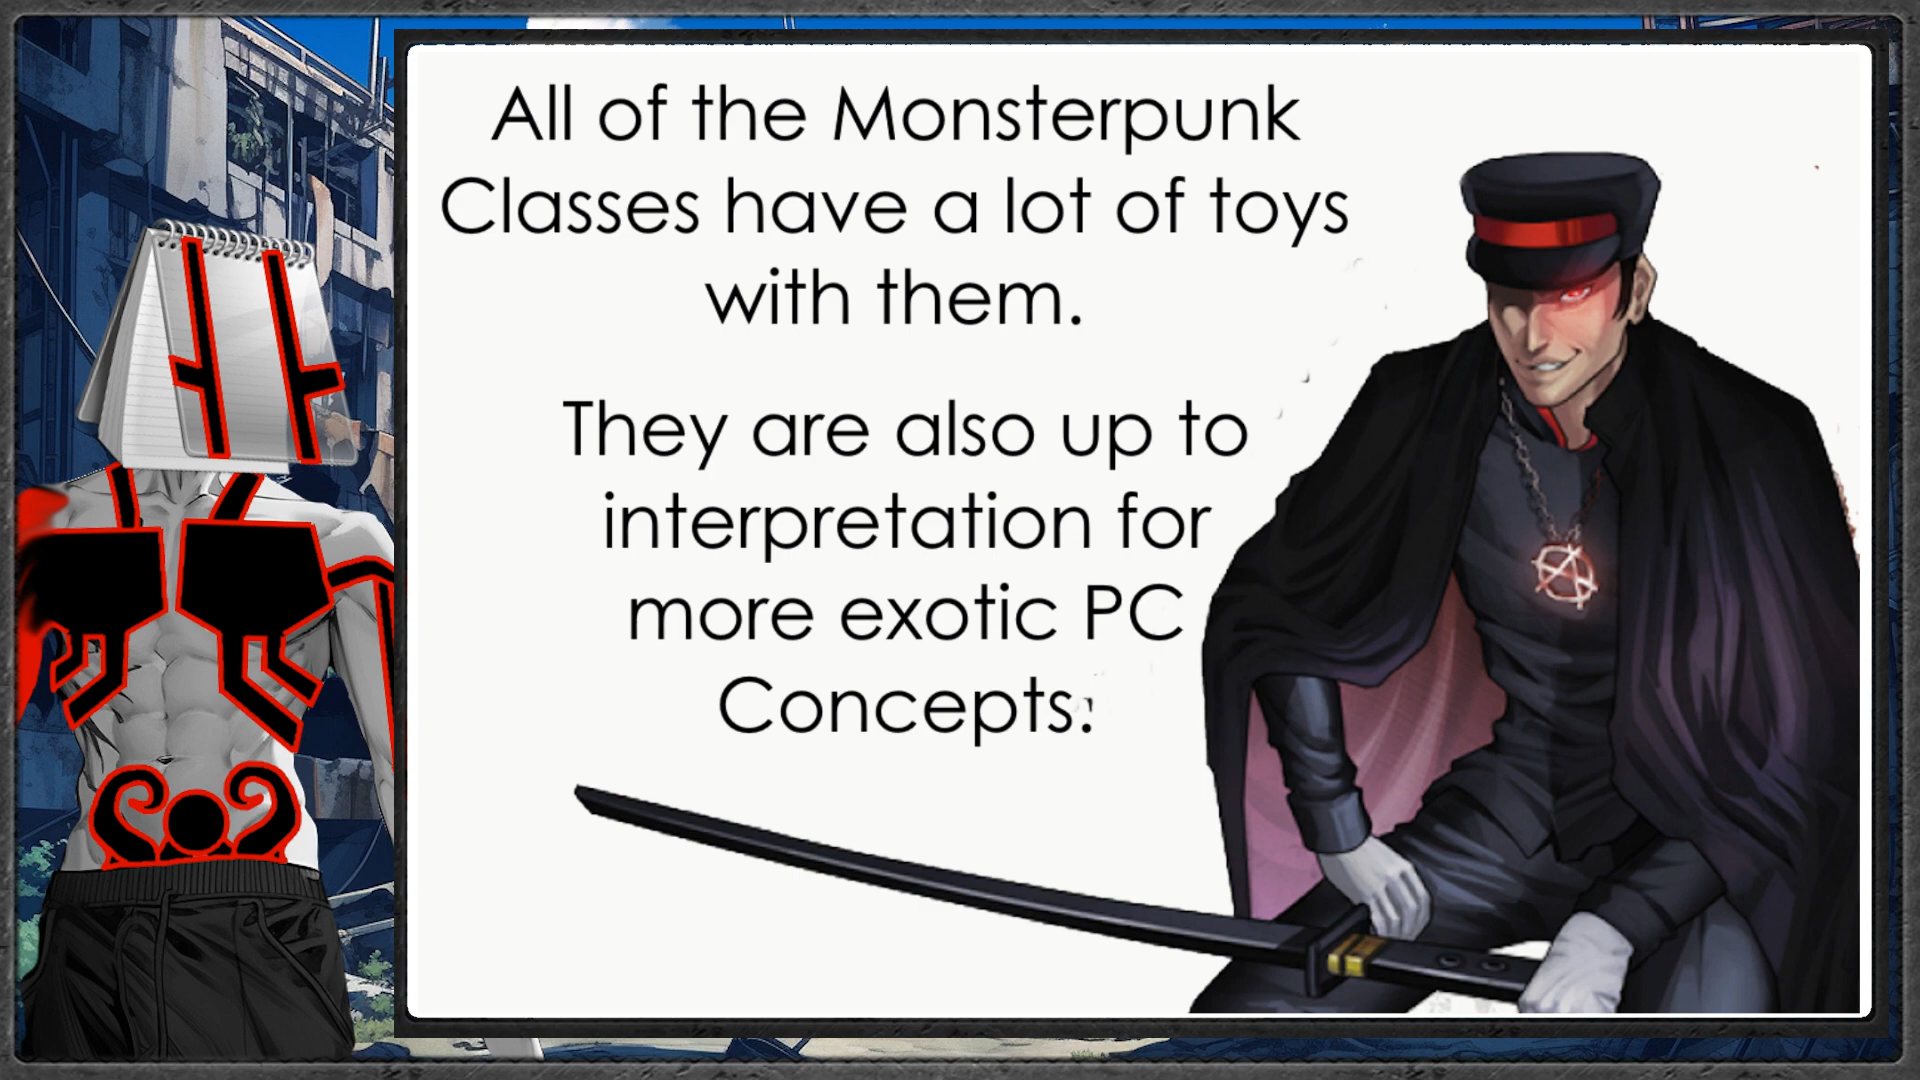 All of the Monsterpunk
Classes have a lot of toys
with them.
They are also up to
interpretation for
more exotic PC
Concepts.